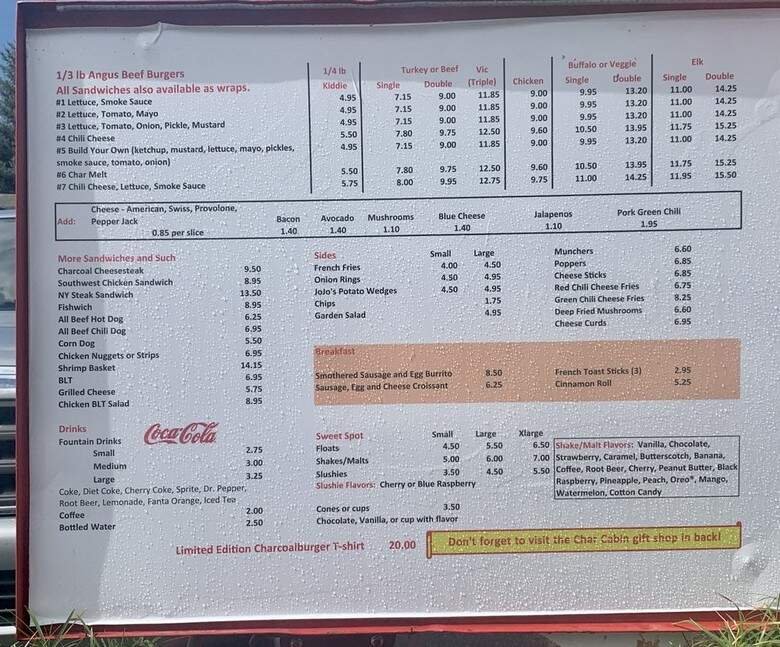 1/3 lb Angus Beef Burgers 1/4 lb Turkey or Beef Vic Buffalo or Veggie Elk
All Sandwiches also available as wraps. Kiddie Single Double (Triple) Chicken Single Double Single Double
#1 Lettuce, Smoke Sauce 4.95 7.15 9.00 11.85 9.00 9.95 13.20 11.00 14.25
#2 Lettuce, Tomato, Mayo 4.95 7.15 9.00 11.85 9.00 9.95 13.20 11.00 14.25
#3 Lettuce, Tomato, Onion, Pickle, Mustard 4.95 7.15 9.00 11.85 9.00 9.95 13.20 11.00 14.25
#4 Chili Cheese 5.50 7.80 9.75 12.50 9.60 10.50 13.95 11.75 15.25
#5 Build Your Own (ketchup, mustard, lettuce, mayo, pickles, 4.95 7.15 9.00 11.85 9.00 9.95 13.20 11.00 14.25
smoke sauce, tomato, onion)
#6 Char Melt 5.50 7.80 9.75 12.50 9.60 10.50 13.95 11.75 15.25
#7 Chili Cheese, Lettuce, Smoke Sauce 5.75 8.00 9.95 12.75 9.75 11.00 14.25 11.95 15.50
Add: Cheese - American, Swiss, Provolone,
Pepper Jack Bacon Avocado Mushrooms Blue Cheese Jalapenos Pork Green Chili
0.85 per slice 1.40 1.40 1.10 1.40 1.10 1.95
More Sandwiches and Such
Charcoal Cheesesteak 9.50
Southwest Chicken Sandwich 8.95
NY Steak Sandwich 13.50
Fishwich 8.95
All Beef Hot Dog 6.25
All Beef Chili Dog 6.95
Corn Dog 5.50
Chicken Nuggets or Strips 6.95
Shrimp Basket 14.15
BLT 6.95
Grilled Cheese 5.75
Chicken BLT Salad 8.95
Sides Small Large
French Fries 4.00 4.50
Onion Rings 4.50 4.95
JoJo's Potato Wedges 4.50 4.95
Chips 1.75
Garden Salad 4.95
Munchers 6.60
Poppers 6.85
Cheese Sticks 6.85
Red Chili Cheese Fries 6.75
Green Chili Cheese Fries 8.25
Deep Fried Mushrooms 6.60
Cheese Curds 6.95
Breakfast
Smothered Sausage and Egg Burrito 8.50
Sausage, Egg and Cheese Croissant 6.25
French Toast Sticks (3) 2.95
Cinnamon Roll 5.25
Drinks
Coca-Cola
Fountain Drinks
Small 2.75
Medium 3.00
Large 3.25
Coke, Diet Coke, Cherry Coke, Sprite, Dr. Pepper,
Root Beer, Lemonade, Fanta Orange, Iced Tea
Coffee 2.00
Bottled Water 2.50
Sweet Spot Small Large Xlarge
Floats 4.50 5.50 6.50
Shakes/Malts 5.00 6.00 7.00
Slushies 3.50 4.50 5.50
Slushie Flavors: Cherry or Blue Raspberry
Cones or cups 3.50
Chocolate, Vanilla, or cup with flavor
Shake/Malt Flavors: Vanilla, Chocolate,
Strawberry, Caramel, Butterscotch, Banana,
Coffee, Root Beer, Cherry, Peanut Butter, Black
Raspberry, Pineapple, Peach, Oreo®, Mango,
Watermelon, Cotton Candy
Limited Edition Charcoalburger T-shirt 20.00
Don't forget to visit the Char Cabin gift shop in back!